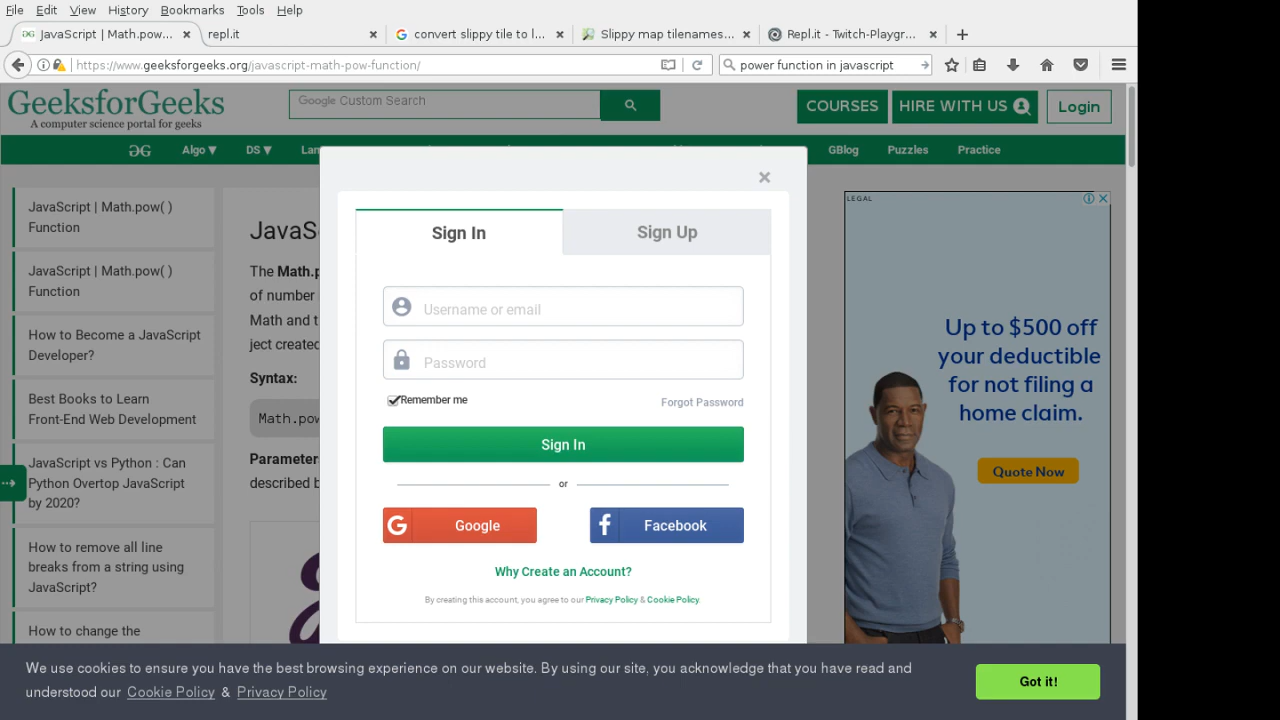 File Edit View History Bookmarks Tools Help
JavaScript | Math.pow... repl.it convert slippy tile to l... Slippy map tilenames... Repl.it - Twitch-Playgr...
https://www.geeksforgeeks.org/javascript-math-pow-function/ power function in javascript
GeeksforGeeks
A computer science portal for geeks
Google Custom Search
COURSES HIRE WITH US Login
Algo ▼ DS ▼ Lan GBlog Puzzles Practice
JavaScript | Math.pow( )
Function
JavaScript | Math.pow( )
Function
How to Become a JavaScript
Developer?
Best Books to Learn
Front-End Web Development
JavaScript vs Python : Can
Python Overtop JavaScript
by 2020?
How to remove all line
breaks from a string using
JavaScript?
How to change the
JavaS
The Math.p
of number
Math and t
ject created
Syntax:
Math.pow
Parameter
described b
Sign In Sign Up
Username or email
Password
Remember me Forgot Password
Sign In
or
Google Facebook
Why Create an Account?
By creating this account, you agree to our Privacy Policy & Cookie Policy.
LEGAL
Up to $500 off
your deductible
for not filing a
home claim.
Quote Now
We use cookies to ensure you have the best browsing experience on our website. By using our site, you acknowledge that you have read and
understood our Cookie Policy & Privacy Policy
Got it!